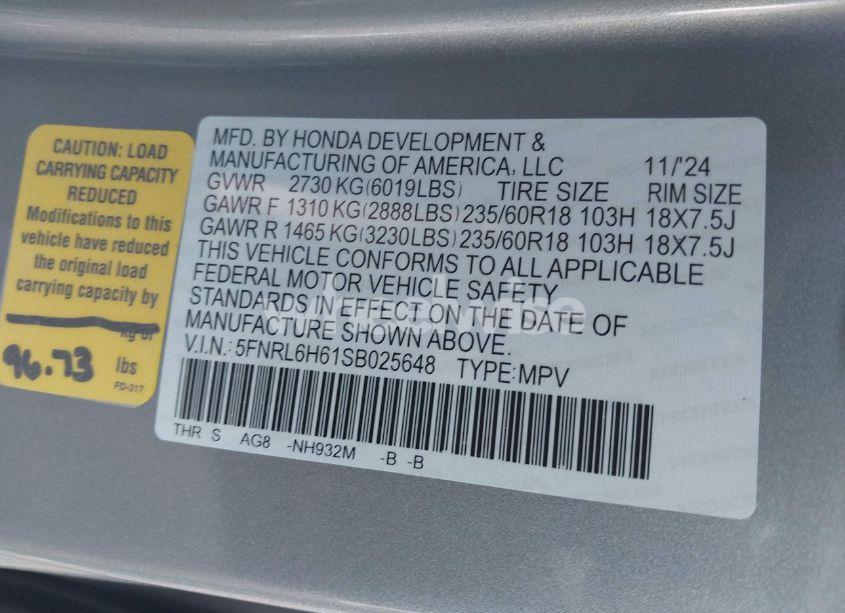 CAUTION: LOAD
CARRYING CAPACITY
REDUCED
Modifications to this
vehicle have reduced
the original load
carrying capacity by
kg or
96.73 lbs
FD-317
MFD. BY HONDA DEVELOPMENT &
MANUFACTURING OF AMERICA, LLC 11/'24
GVWR 2730 KG(6019LBS) TIRE SIZE RIM SIZE
GAWR F 1310 KG(2888LBS) 235/60R18 103H 18X7.5J
GAWR R 1465 KG(3230LBS) 235/60R18 103H 18X7.5J
THIS VEHICLE CONFORMS TO ALL APPLICABLE
FEDERAL MOTOR VEHICLE SAFETY
STANDARDS IN EFFECT ON THE DATE OF
MANUFACTURE SHOWN ABOVE.
V.I.N.: 5FNRL6H61SB025648 TYPE: MPV
THR S AG8 -NH932M -B -B